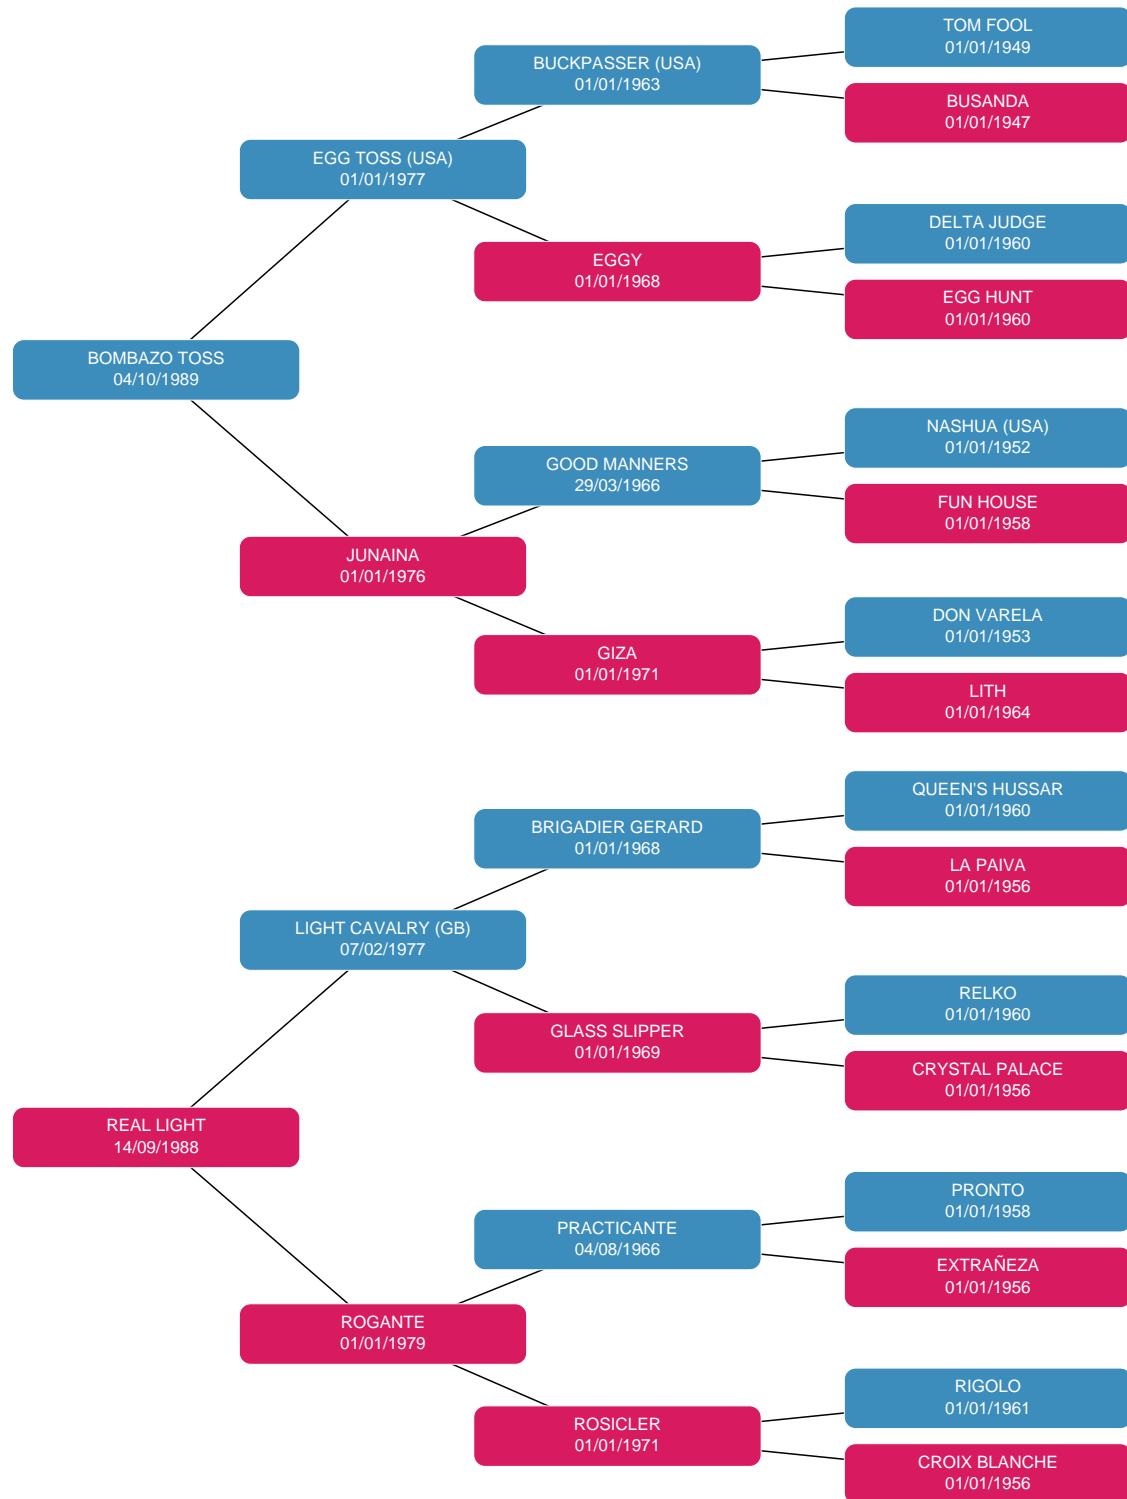 TOM FOOL
01/01/1949
BUCKPASSER (USA)
01/01/1963
BUSANDA
01/01/1947
EGG TOSS (USA)
01/01/1977
DELTA JUDGE
01/01/1960
EGGY
01/01/1968
EGG HUNT
01/01/1960
BOMBAZO TOSS
04/10/1989
NASHUA (USA)
01/01/1952
GOOD MANNERS
29/03/1966
FUN HOUSE
01/01/1958
JUNAINA
01/01/1976
DON VARELA
01/01/1953
GIZA
01/01/1971
LITH
01/01/1964
QUEEN'S HUSSAR
01/01/1960
BRIGADIER GERARD
01/01/1968
LA PAIVA
01/01/1956
LIGHT CAVALRY (GB)
07/02/1977
RELKO
01/01/1960
GLASS SLIPPER
01/01/1969
CRYSTAL PALACE
01/01/1956
REAL LIGHT
14/09/1988
PRONTO
01/01/1958
PRACTICANTE
04/08/1966
EXTRAÑEZA
01/01/1956
ROGANTE
01/01/1979
RIGOLO
01/01/1961
ROSICLER
01/01/1971
CROIX BLANCHE
01/01/1956